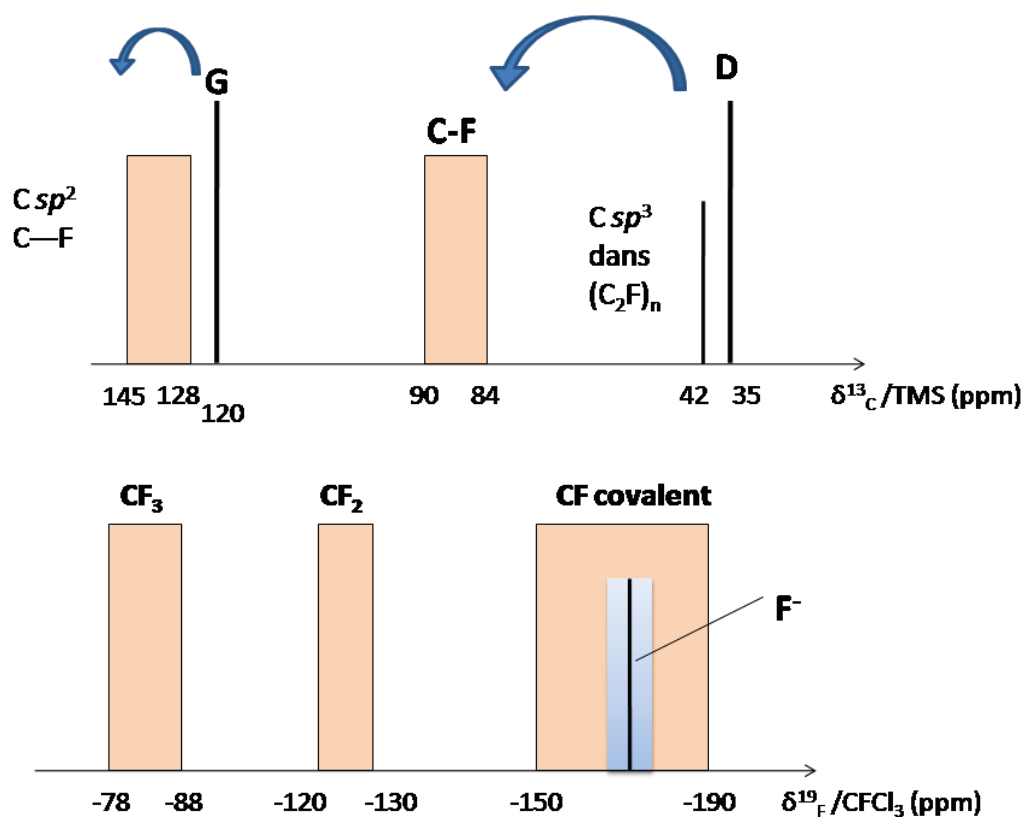 G
D
C-F
C sp²
C—F
C sp³
dans
(C₂F)ₙ
145 128 120 90 84 42 35 δ¹³C /TMS (ppm)
CF₃ CF₂ CF covalent
F⁻
-78 -88 -120 -130 -150 -190 δ¹⁹F /CFCl₃ (ppm)